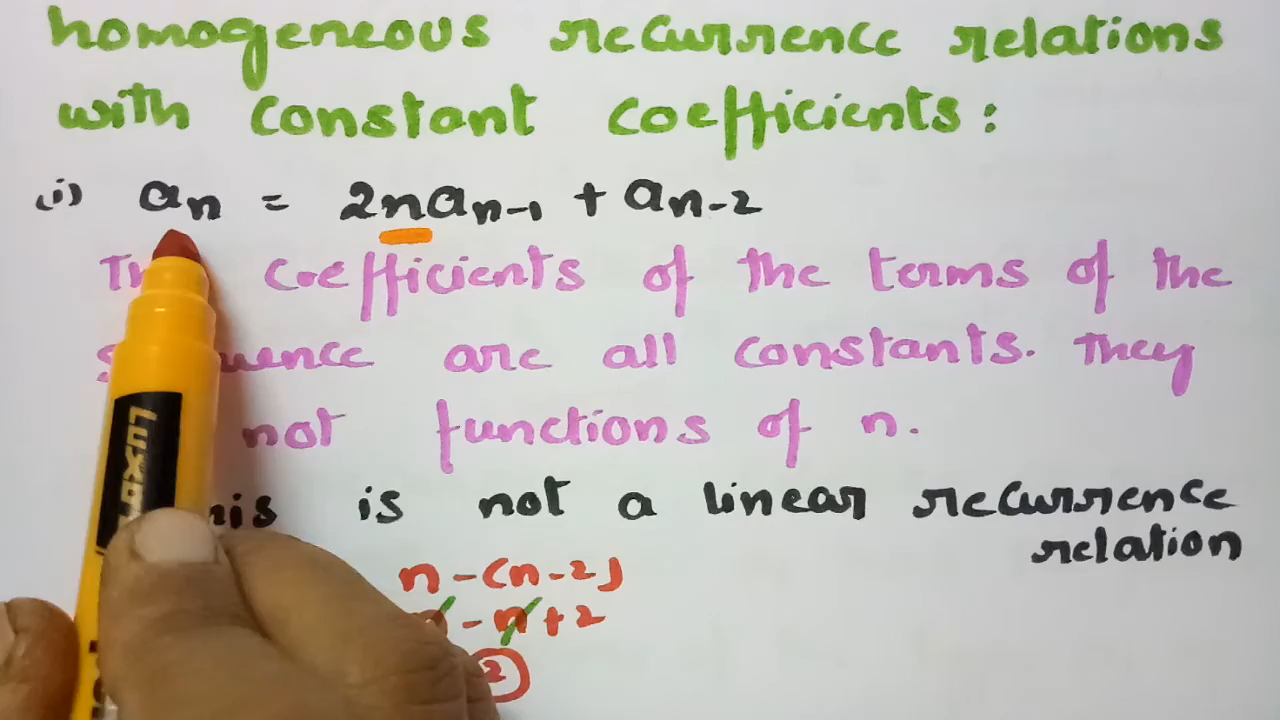 homogeneous recurrence relations
with constant coefficients:
(i) an = 2nan-1 + an-2
coefficients of the terms of the
are all constants. They
not functions of n.
is not a linear recurrence
relation
n-(n-2)
n-n+2
2